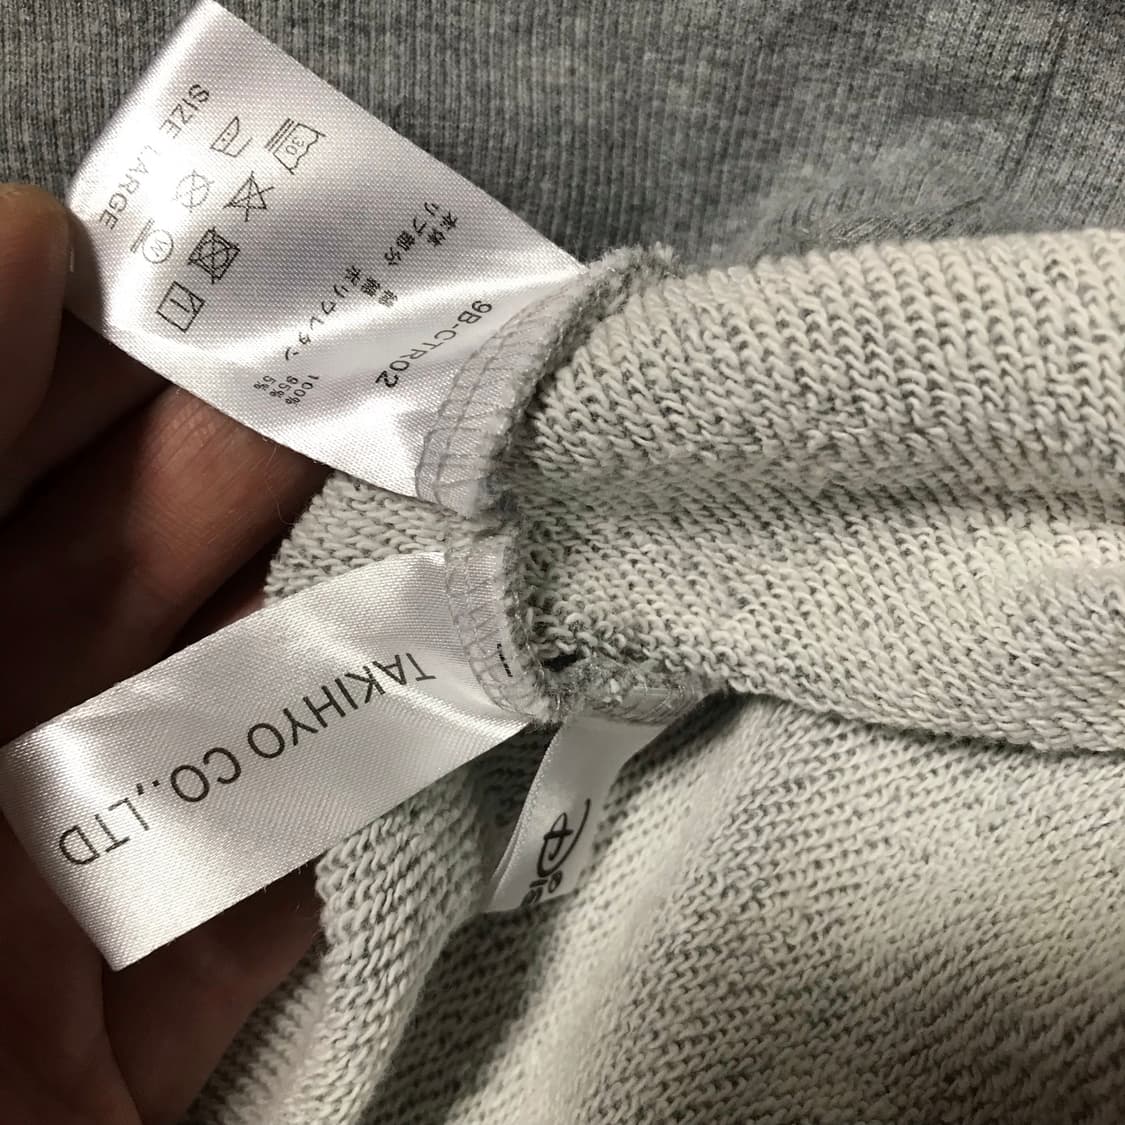 SIZE LARGE
30
W
本体 綿 100%
リブ部分 綿 95%
ポリウレタン 5%
9B-CTR02
TAKIHYO CO.,LTD
Dis